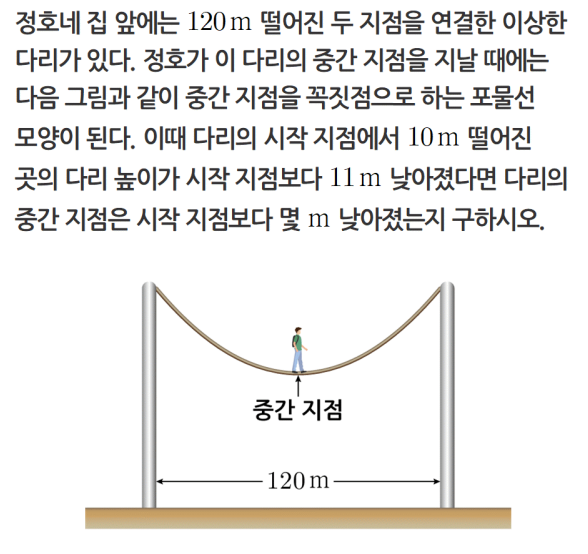 정호네 집 앞에는 120 m 떨어진 두 지점을 연결한 이상한
다리가 있다. 정호가 이 다리의 중간 지점을 지날 때에는
다음 그림과 같이 중간 지점을 꼭짓점으로 하는 포물선
모양이 된다. 이때 다리의 시작 지점에서 10 m 떨어진
곳의 다리 높이가 시작 지점보다 11 m 낮아졌다면 다리의
중간 지점은 시작 지점보다 몇 m 낮아졌는지 구하시오.
중간 지점
120 m